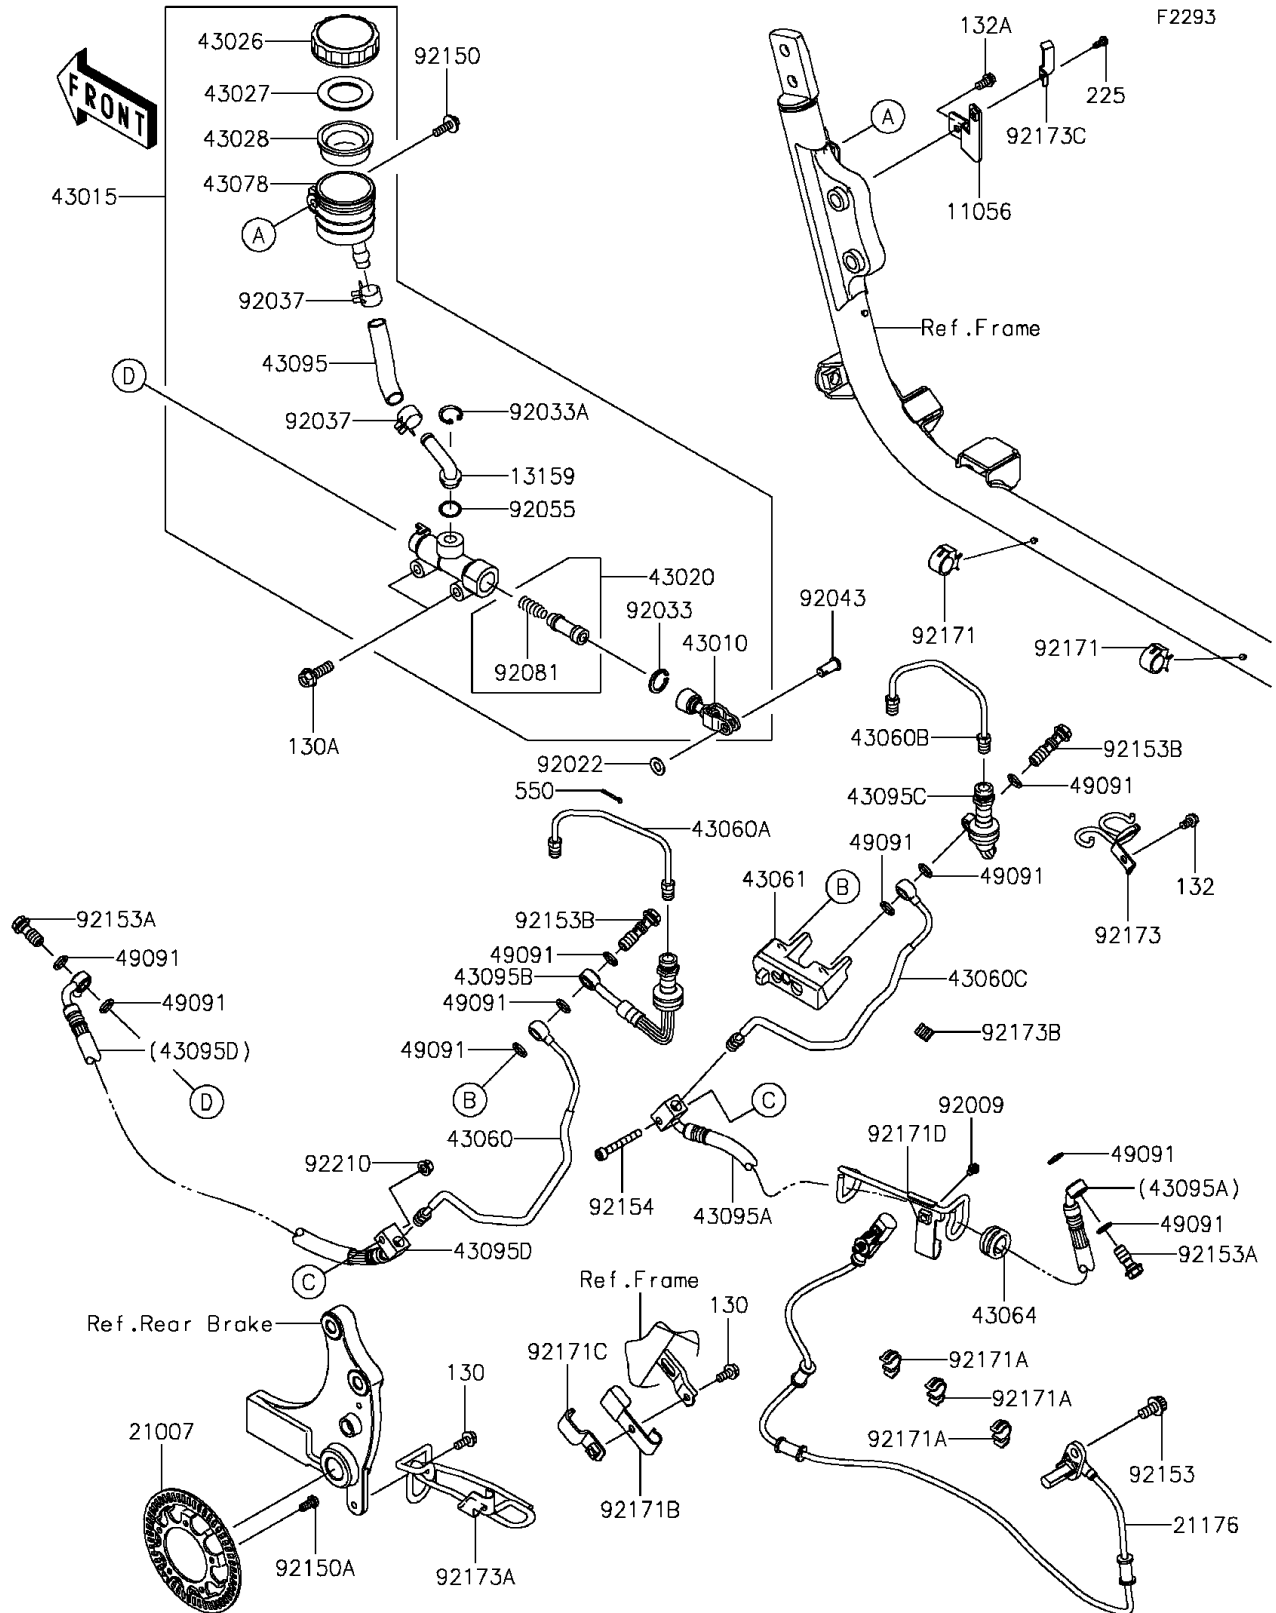 F2293
132A
43026
92150
FRONT
43027
225
92173C
43028
A
43078
43015
11056
A
92037
Ref.Frame
43095
D
92037
92033A
13159
92055
43020
92033
92043
43010
92171
92171
92081
130A
43060B
92153B
92022
49091
550
43095C
43060A
49091
43061
B
49091
132
92153A
92153B
92173
49091
49091
43095B
43060C
49091
49091
(43095D)
49091
92173B
D
B
C
92009
43060
92171D
49091
92210
(43095A)
92154
43095A
49091
43095D
92153A
C
Ref.Frame
130
43064
Ref.Rear Brake
92171C
92171A
130
92171A
21007
92171A
92153
92171B
21176
92150A
92173A